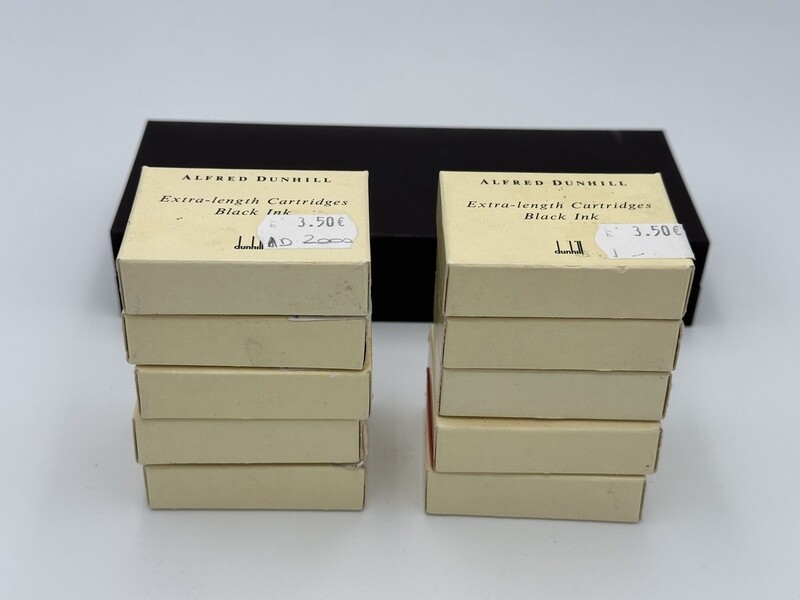 ALFRED DUNHILL
Extra-length Cartridges
Black Ink
3.50€
dunhill
AD. 2000
ALFRED DUNHILL
Extra-length Cartridges
Black Ink
E 3.50€
dunhill